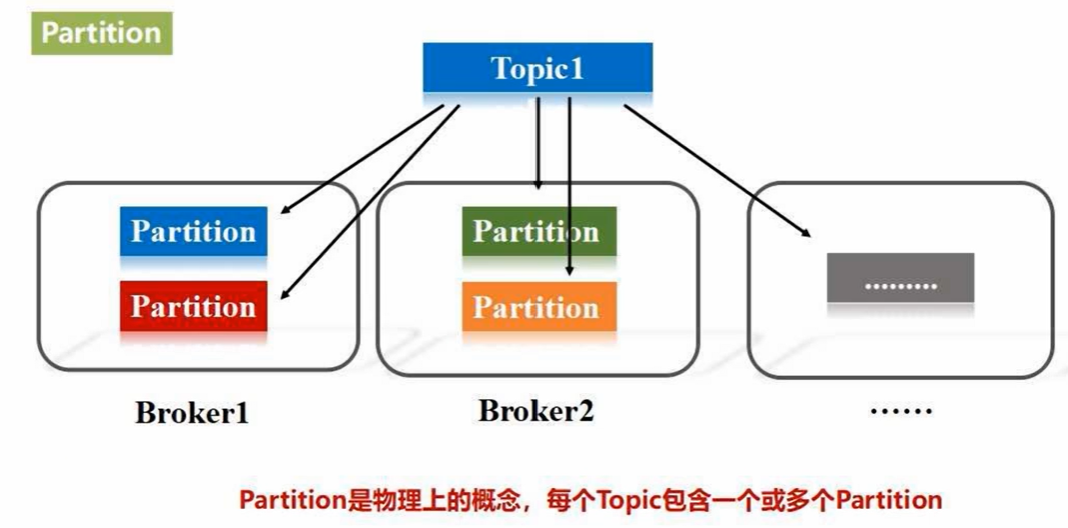 Partition
Topic1
Partition
Partition
Broker1
Partition
Partition
Broker2
.........
......
Partition是物理上的概念，每个Topic包含一个或多个Partition